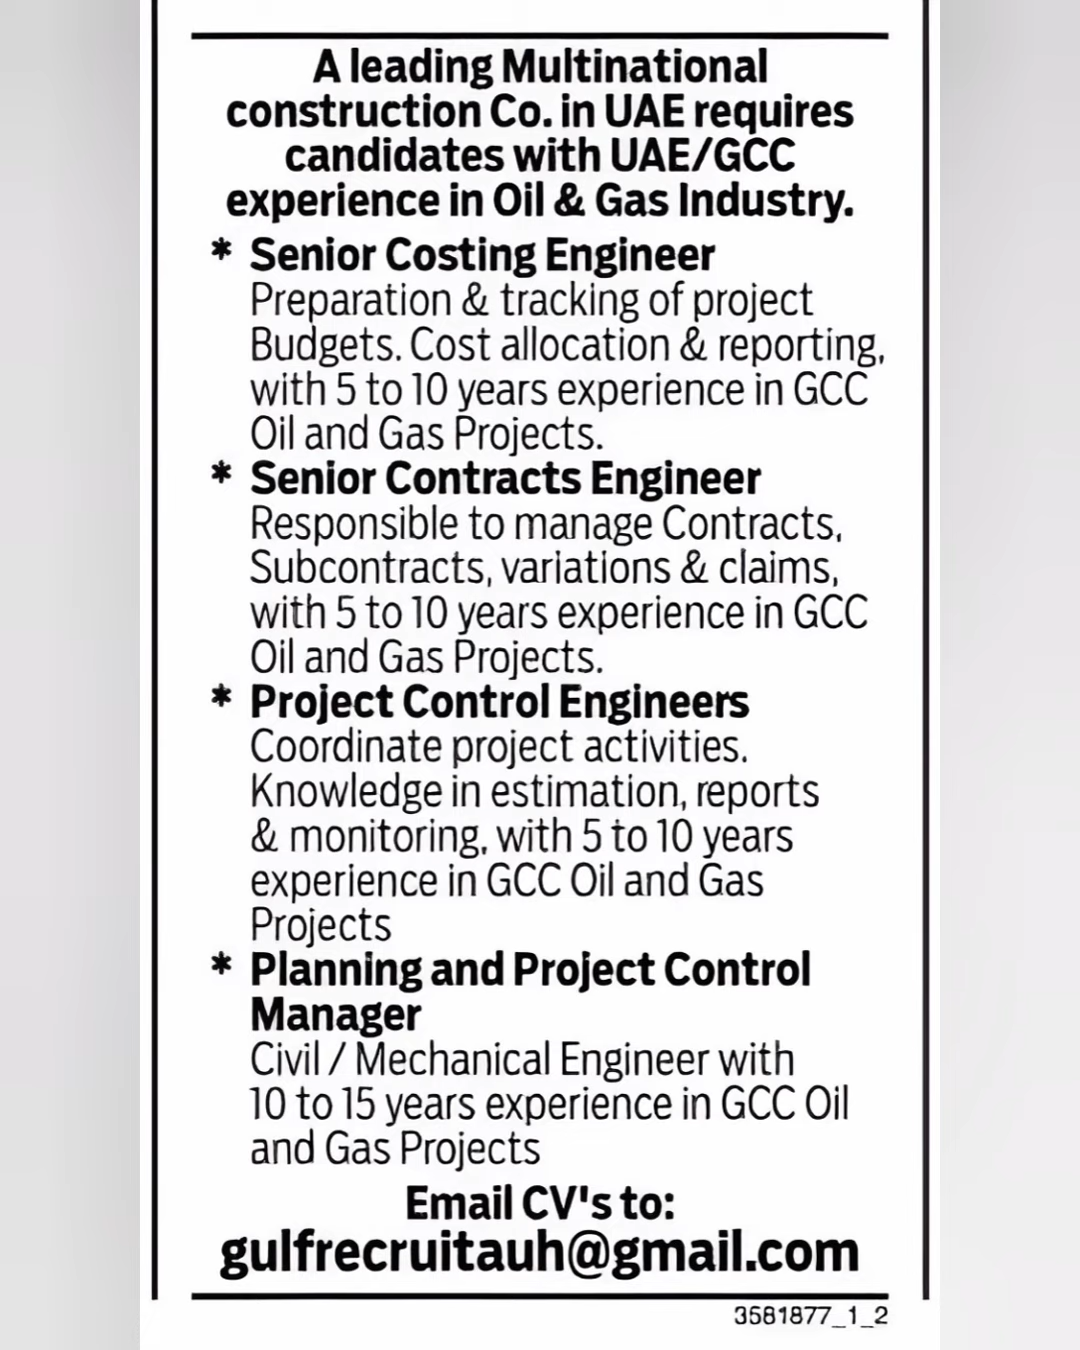 A leading Multinational
construction Co. in UAE requires
candidates with UAE/GCC
experience in Oil & Gas Industry.
* Senior Costing Engineer
Preparation & tracking of project
Budgets. Cost allocation & reporting,
with 5 to 10 years experience in GCC
Oil and Gas Projects.
* Senior Contracts Engineer
Responsible to manage Contracts,
Subcontracts, variations & claims,
with 5 to 10 years experience in GCC
Oil and Gas Projects.
* Project Control Engineers
Coordinate project activities.
Knowledge in estimation, reports
& monitoring, with 5 to 10 years
experience in GCC Oil and Gas
Projects
* Planning and Project Control
Manager
Civil / Mechanical Engineer with
10 to 15 years experience in GCC Oil
and Gas Projects
Email CV's to:
gulfrecruitauh@gmail.com
3581877_1_2